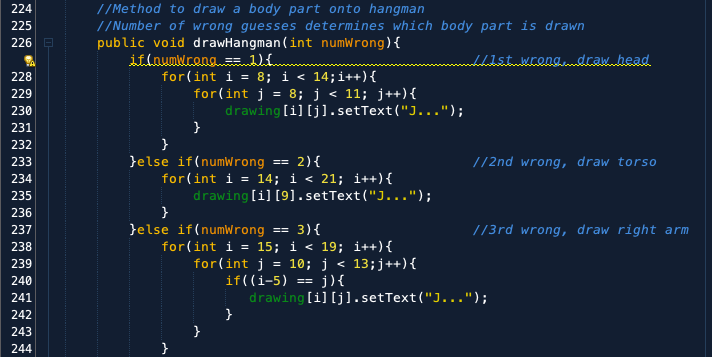 224 //Method to draw a body part onto hangman
225 //Number of wrong guesses determines which body part is drawn
226 public void drawHangman(int numWrong){
if(numWrong == 1){ //1st wrong, draw head
228 for(int i = 8; i < 14;i++){
229 for(int j = 8; j < 11; j++){
230 drawing[i][j].setText("J...");
231 }
232 }
233 }else if(numWrong == 2){ //2nd wrong, draw torso
234 for(int i = 14; i < 21; i++){
235 drawing[i][9].setText("J...");
236 }
237 }else if(numWrong == 3){ //3rd wrong, draw right arm
238 for(int i = 15; i < 19; i++){
239 for(int j = 10; j < 13;j++){
240 if((i-5) == j){
241 drawing[i][j].setText("J...");
242 }
243 }
244 }